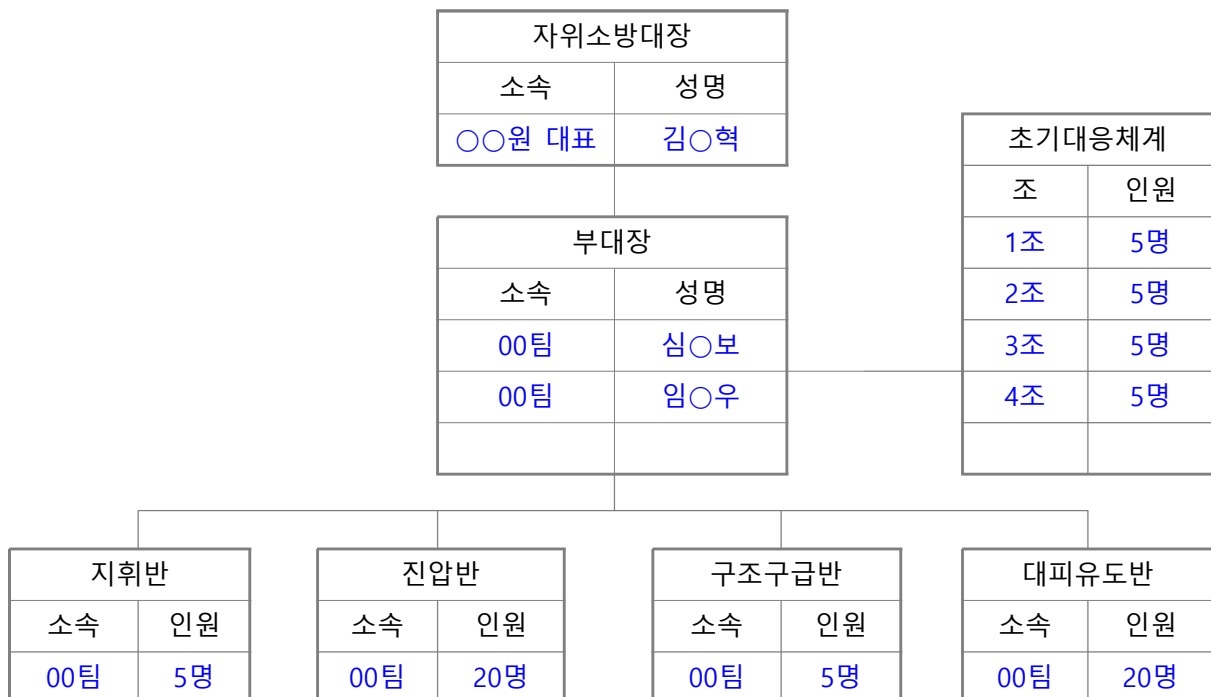 자위소방대장
소속 성명
○○원 대표 김○혁
초기대응체계
조 인원
1조 5명
2조 5명
3조 5명
4조 5명
부대장
소속 성명
00팀 심○보
00팀 임○우
지휘반
소속 인원
00팀 5명
진압반
소속 인원
00팀 20명
구조구급반
소속 인원
00팀 5명
대피유도반
소속 인원
00팀 20명